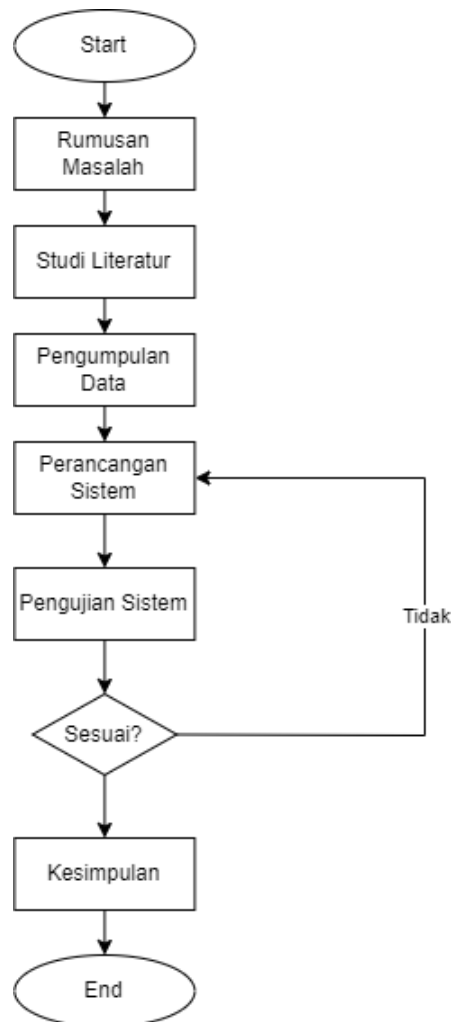 Start
Rumusan
Masalah
Studi Literatur
Pengumpulan
Data
Perancangan
Sistem
Pengujian Sistem
Tidak
Sesuai?
Kesimpulan
End